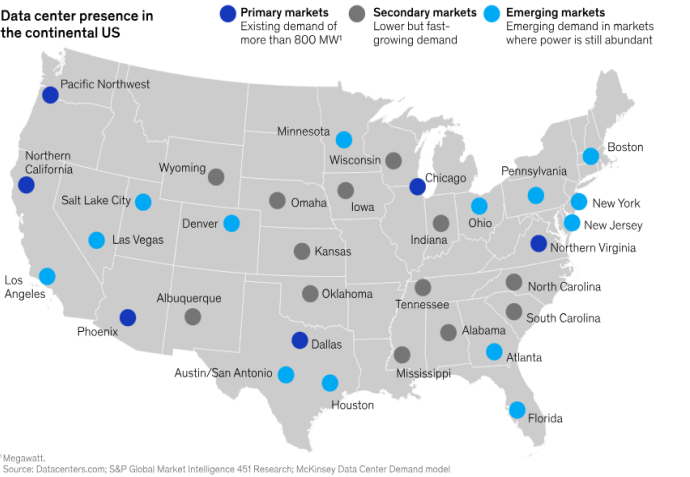 Data center presence in
the continental US
Primary markets
Existing demand of
more than 800 MW¹
Secondary markets
Lower but fast-
growing demand
Emerging markets
Emerging demand in markets
where power is still abundant
Pacific Northwest
Northern
California
Minnesota
Wisconsin
Boston
Wyoming
Chicago
Pennsylvania
Salt Lake City
Omaha
Iowa
New York
Denver
Ohio
New Jersey
Las Vegas
Indiana
Northern Virginia
Kansas
Los
Angeles
Albuquerque
Oklahoma
Tennessee
North Carolina
Phoenix
South Carolina
Dallas
Alabama
Austin/San Antonio
Mississippi
Atlanta
Houston
Florida
¹Megawatt.
Source: Datacenters.com; S&P Global Market Intelligence 451 Research; McKinsey Data Center Demand model